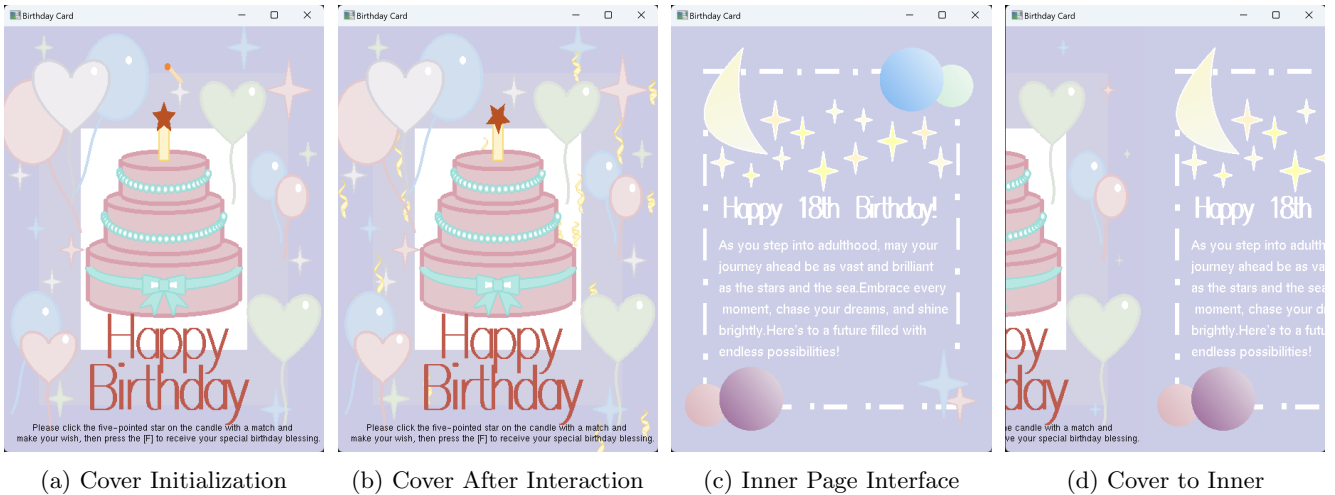 Birthday Card
Happy
Birthday
Please click the five-pointed star on the candle with a match and
make your wish, then press the [F] to receive your special birthday blessing.
(a) Cover Initialization
Birthday Card
Happy
Birthday
Please click the five-pointed star on the candle with a match and
make your wish, then press the [F] to receive your special birthday blessing.
(b) Cover After Interaction
Birthday Card
Happy 18th Birthday!
As you step into adulthood, may your
journey ahead be as vast and brilliant
as the stars and the sea.Embrace every
moment, chase your dreams, and shine
brightly.Here's to a future filled with
endless possibilities!
(c) Inner Page Interface
Birthday Card
py
day
e candle with a match and
ve your special birthday blessing.
Happy 18th
As you step into adulth
journey ahead be as va
as the stars and the sea
moment, chase your dr
brightly.Here's to a futu
endless possibilities!
(d) Cover to Inner